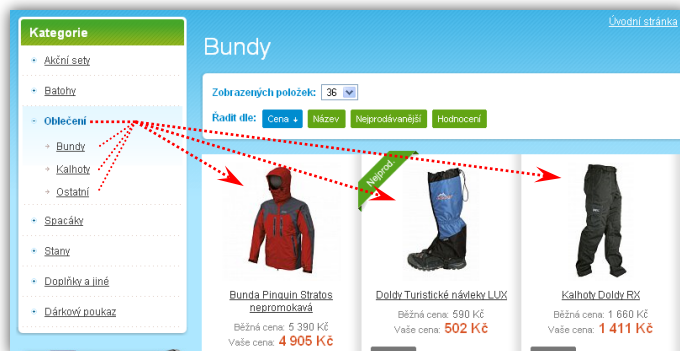 Kategorie
Akční sety
Batohy
Oblečení
Bundy
Kalhoty
Ostatní
Spacáky
Stany
Doplňky a jiné
Dárkový poukaz
Úvodní stránka
Bundy
Zobrazených položek: 36
Řadit dle: Cena ↓ Název Nejprodávanější Hodnocení
Nejprod.
Bunda Pinguin Stratos
nepromokavá
Běžná cena: 5 390 Kč
Vaše cena: 4 905 Kč
Doldy Turistické návleky LUX
Běžná cena: 590 Kč
Vaše cena: 502 Kč
Kalhoty Doldy RX
Běžná cena: 1 660 Kč
Vaše cena: 1 411 Kč